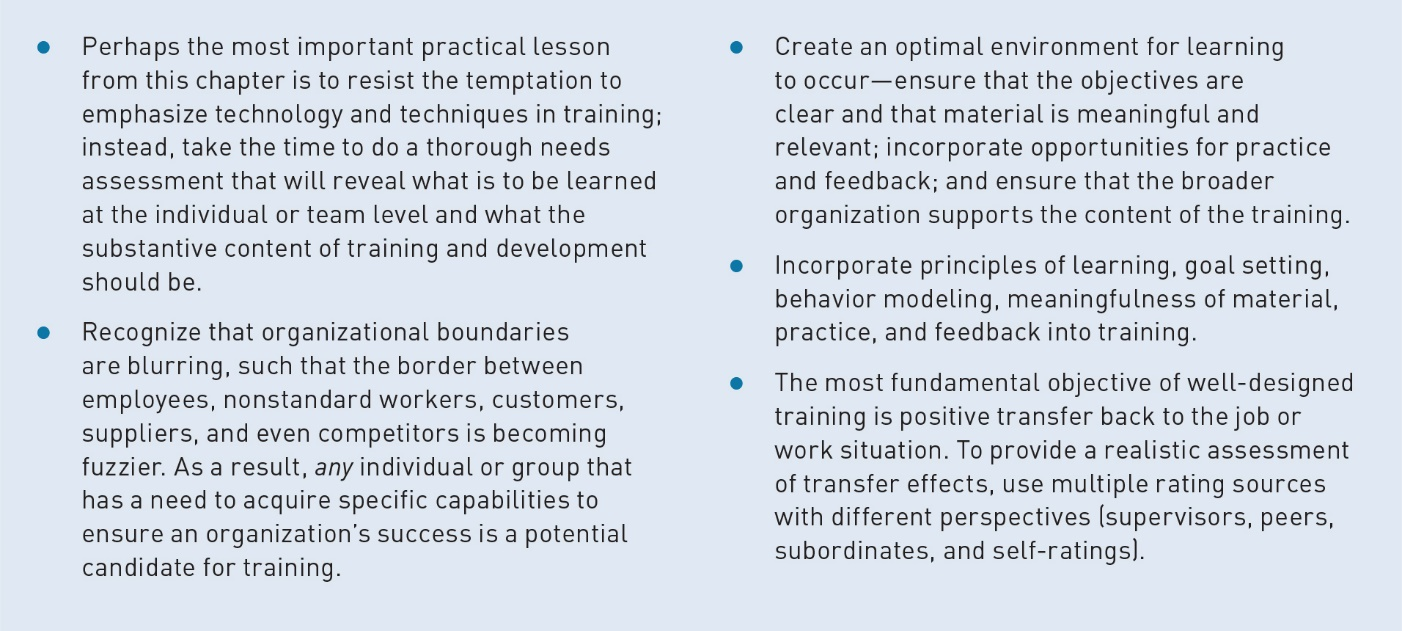 Perhaps the most important practical lesson
from this chapter is to resist the temptation to
emphasize technology and techniques in training;
instead, take the time to do a thorough needs
assessment that will reveal what is to be learned
at the individual or team level and what the
substantive content of training and development
should be.
Recognize that organizational boundaries
are blurring, such that the border between
employees, nonstandard workers, customers,
suppliers, and even competitors is becoming
fuzzier. As a result, any individual or group that
has a need to acquire specific capabilities to
ensure an organization’s success is a potential
candidate for training.
Create an optimal environment for learning
to occur—ensure that the objectives are
clear and that material is meaningful and
relevant; incorporate opportunities for practice
and feedback; and ensure that the broader
organization supports the content of the training.
Incorporate principles of learning, goal setting,
behavior modeling, meaningfulness of material,
practice, and feedback into training.
The most fundamental objective of well-designed
training is positive transfer back to the job or
work situation. To provide a realistic assessment
of transfer effects, use multiple rating sources
with different perspectives (supervisors, peers,
subordinates, and self-ratings).